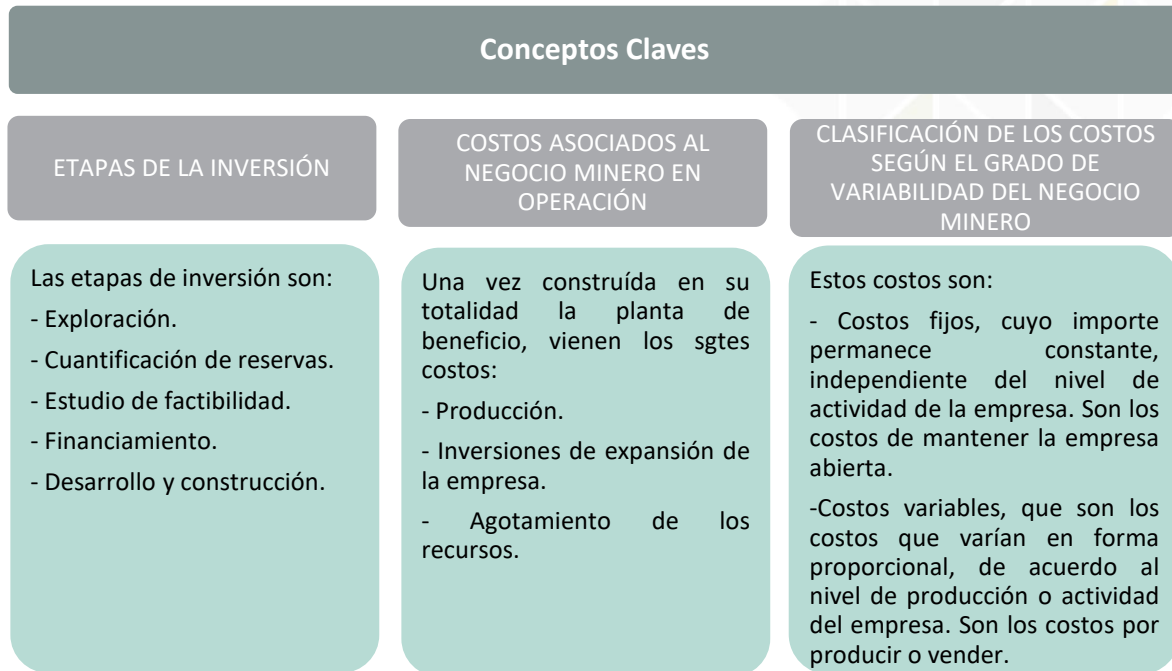 Conceptos Claves
ETAPAS DE LA INVERSIÓN
Las etapas de inversión son:
- Exploración.
- Cuantificación de reservas.
- Estudio de factibilidad.
- Financiamiento.
- Desarrollo y construcción.
COSTOS ASOCIADOS AL
NEGOCIO MINERO EN
OPERACIÓN
Una vez construída en su
totalidad la planta de
beneficio, vienen los sgtes
costos:
- Producción.
- Inversiones de expansión de
la empresa.
- Agotamiento de los
recursos.
CLASIFICACIÓN DE LOS COSTOS
SEGÚN EL GRADO DE
VARIABILIDAD DEL NEGOCIO
MINERO
Estos costos son:
- Costos fijos, cuyo importe
permanece constante,
independiente del nivel de
actividad de la empresa. Son los
costos de mantener la empresa
abierta.
-Costos variables, que son los
costos que varían en forma
proporcional, de acuerdo al
nivel de producción o actividad
del empresa. Son los costos por
producir o vender.